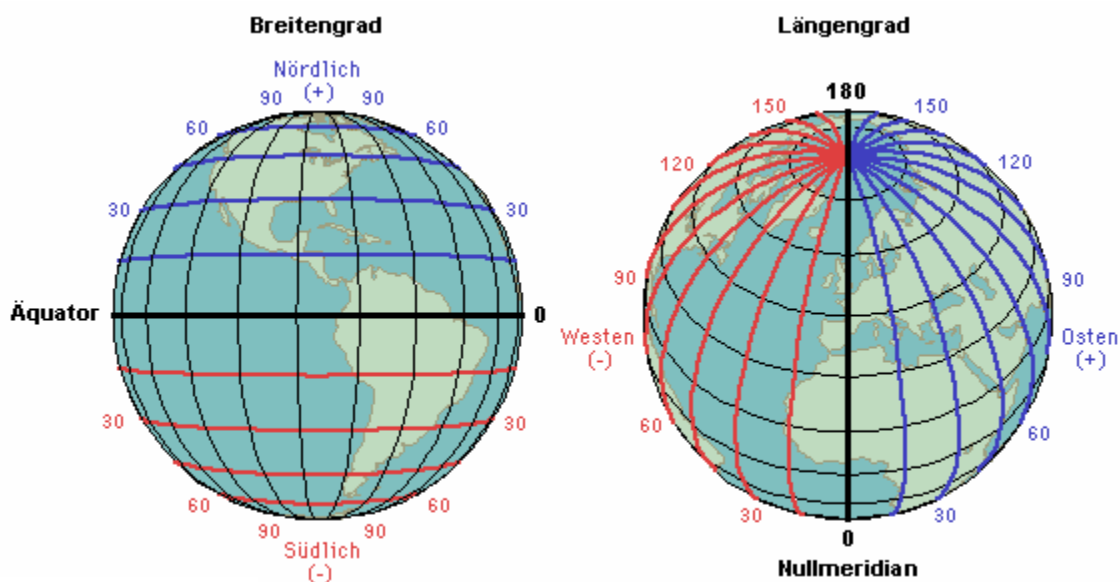 Breitengrad
Nördlich
(+)
90 90
60 60
30 30
Äquator 0
30 30
60 60
90 90
Südlich
(-)
Längengrad
180
150 150
120 120
90 90
Westen Osten
(-) (+)
60 60
30 30
0
Nullmeridian